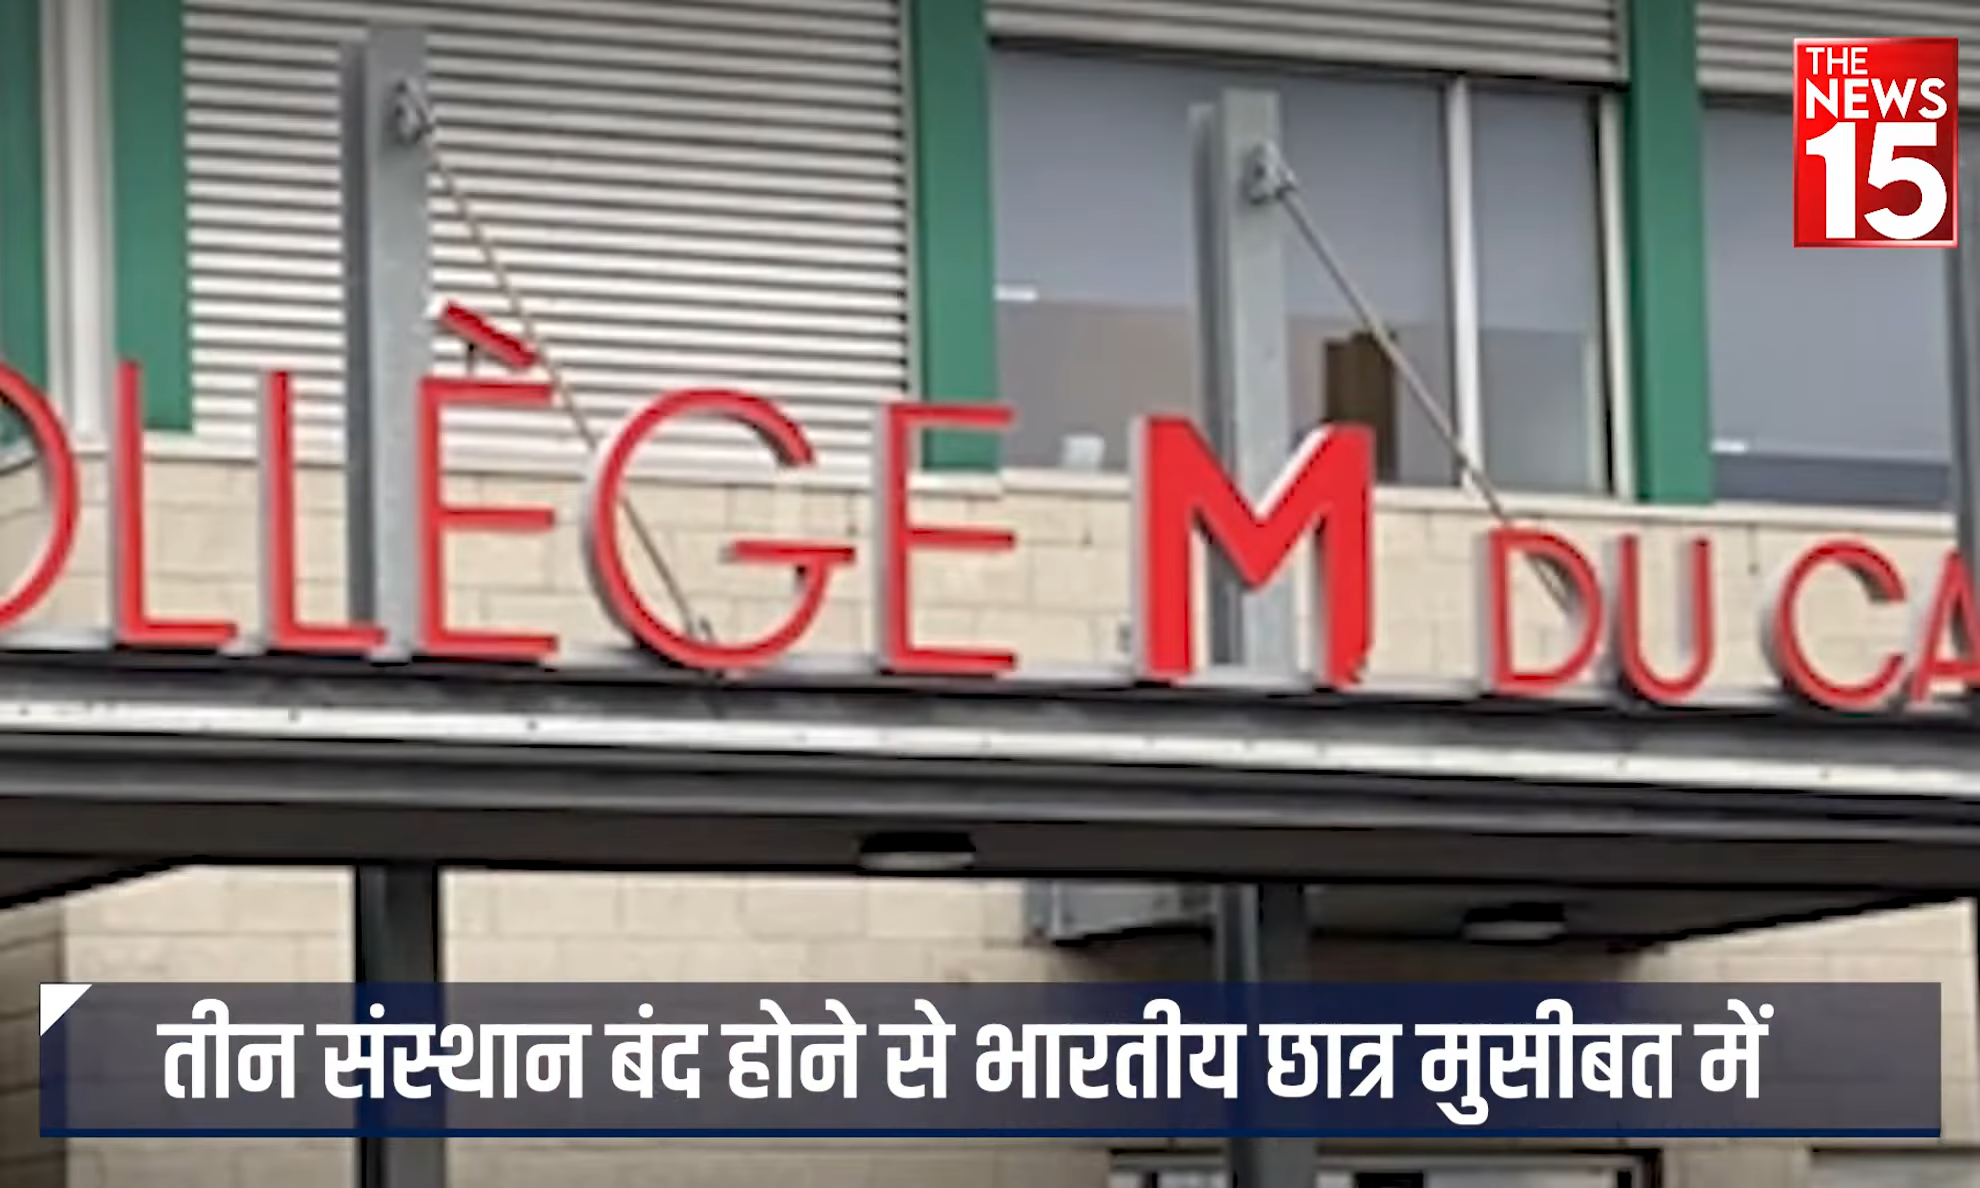 THE
NEWS
15
OLLÈGE M DU CA
तीन संस्थान बंद होने से भारतीय छात्र मुसीबत में